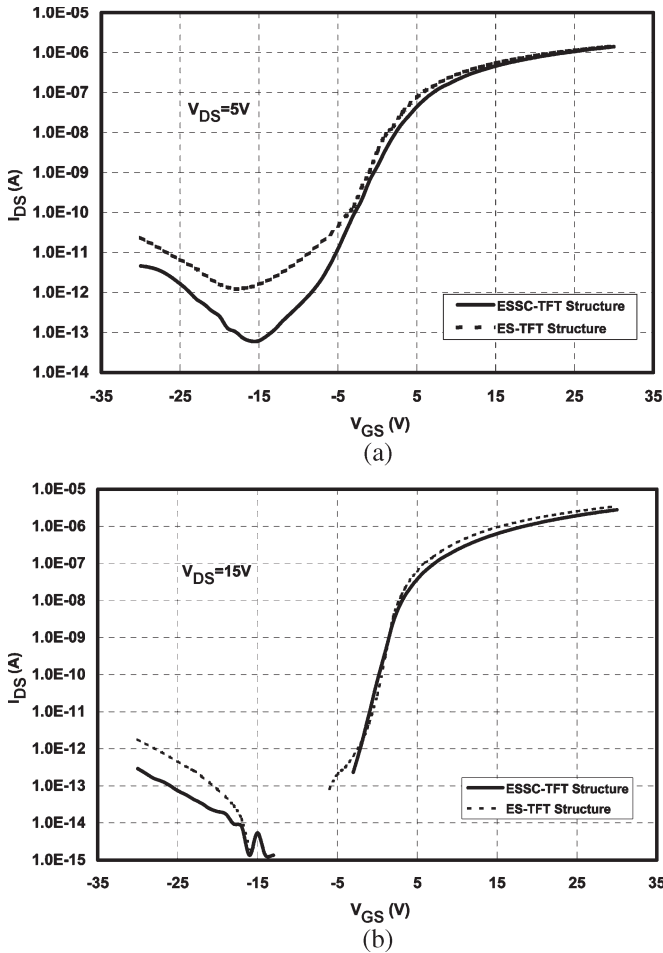 1.0E-05
1.0E-06
1.0E-07
1.0E-08
1.0E-09
1.0E-10
1.0E-11
1.0E-12
1.0E-13
1.0E-14
I_DS (A)
V_DS=5V
ESSC-TFT Structure
ES-TFT Structure
-35 -25 -15 -5 5 15 25 35
V_GS (V)
(a)
1.0E-05
1.0E-06
1.0E-07
1.0E-08
1.0E-09
1.0E-10
1.0E-11
1.0E-12
1.0E-13
1.0E-14
1.0E-15
I_DS (A)
V_DS=15V
ESSC-TFT Structure
ES-TFT Structure
-35 -25 -15 -5 5 15 25 35
V_GS (V)
(b)